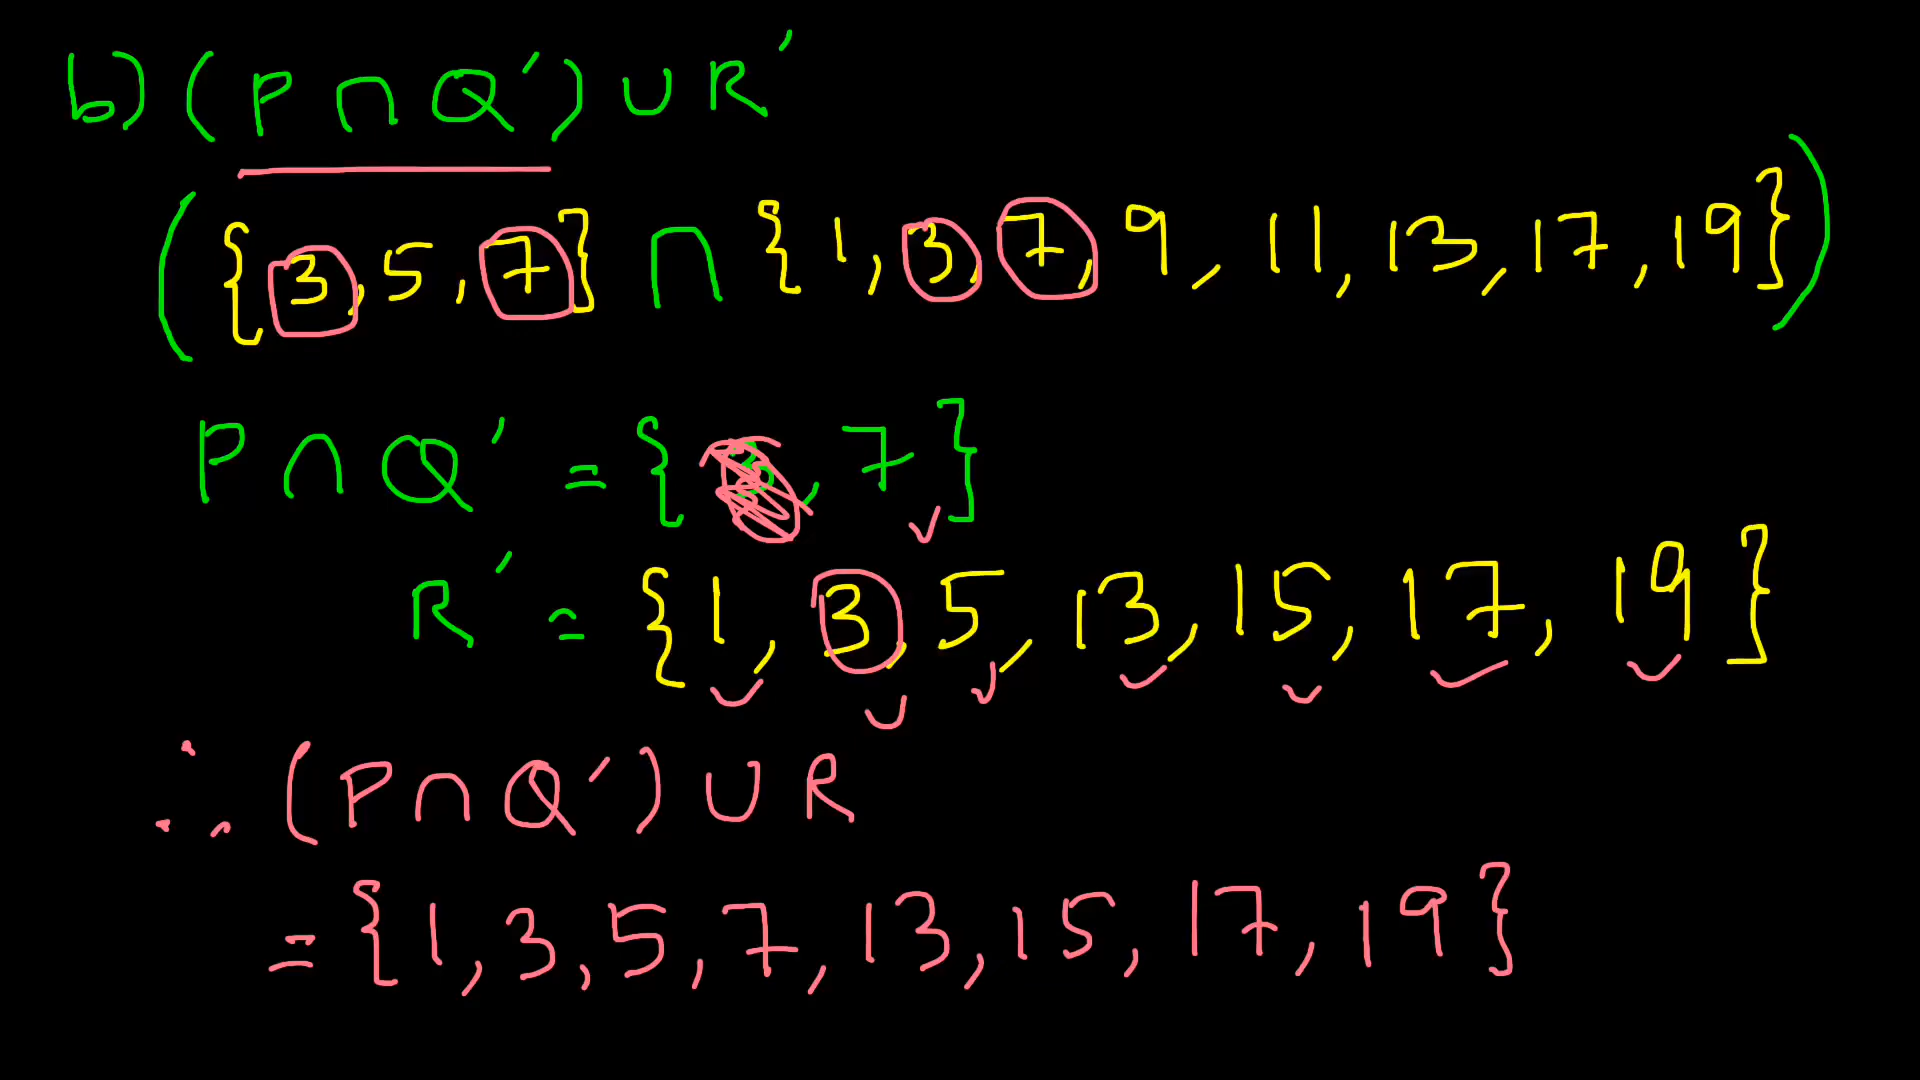 b) (P ∩ Q') ∪ R'
({3, 5, 7} ∩ {1, 3, 7, 9, 11, 13, 17, 19})
P ∩ Q' = {3, 7}
R' = {1, 3, 5, 13, 15, 17, 19}
∴ (P ∩ Q') ∪ R
= {1, 3, 5, 7, 13, 15, 17, 19}